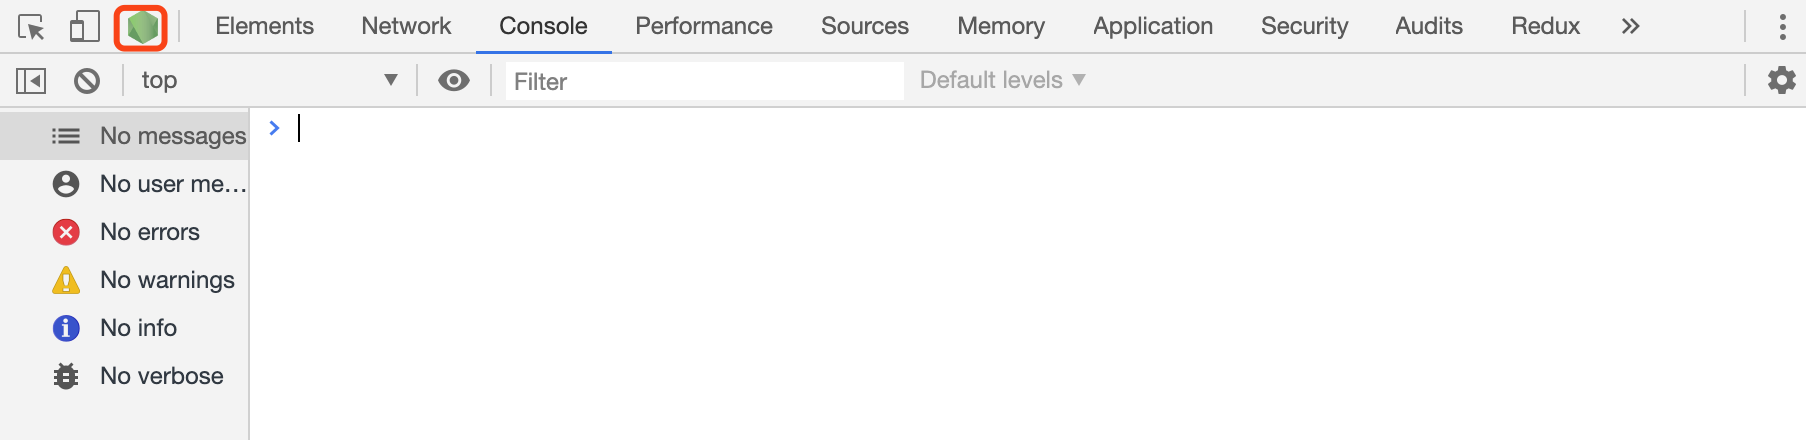 Elements Network Console Performance Sources Memory Application Security Audits Redux »
top Filter Default levels
No messages
No user me...
No errors
No warnings
No info
No verbose